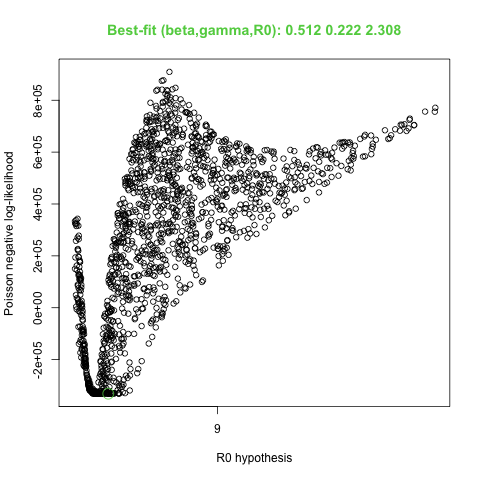 Best-fit (beta,gamma,R0): 0.512 0.222 2.308
Poisson negative log-likelihood
8e+05
6e+05
4e+05
2e+05
0e+00
-2e+05
9
R0 hypothesis